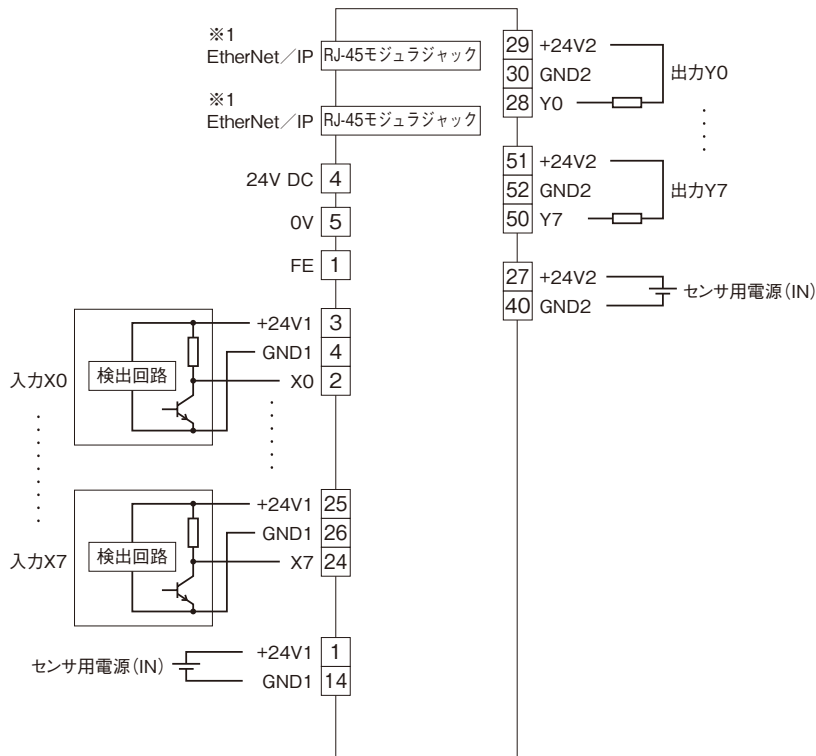 ※1
EtherNet／IP RJ-45モジュラジャック
※1
EtherNet／IP RJ-45モジュラジャック
24V DC 4
0V 5
FE 1
入力X0
検出回路
+24V1 3
GND1 4
X0 2
入力X7
検出回路
+24V1 25
GND1 26
X7 24
センサ用電源（IN）
+24V1 1
GND1 14
29 +24V2
30 GND2
28 Y0
出力Y0
51 +24V2
52 GND2
50 Y7
出力Y7
27 +24V2
40 GND2
センサ用電源（IN）